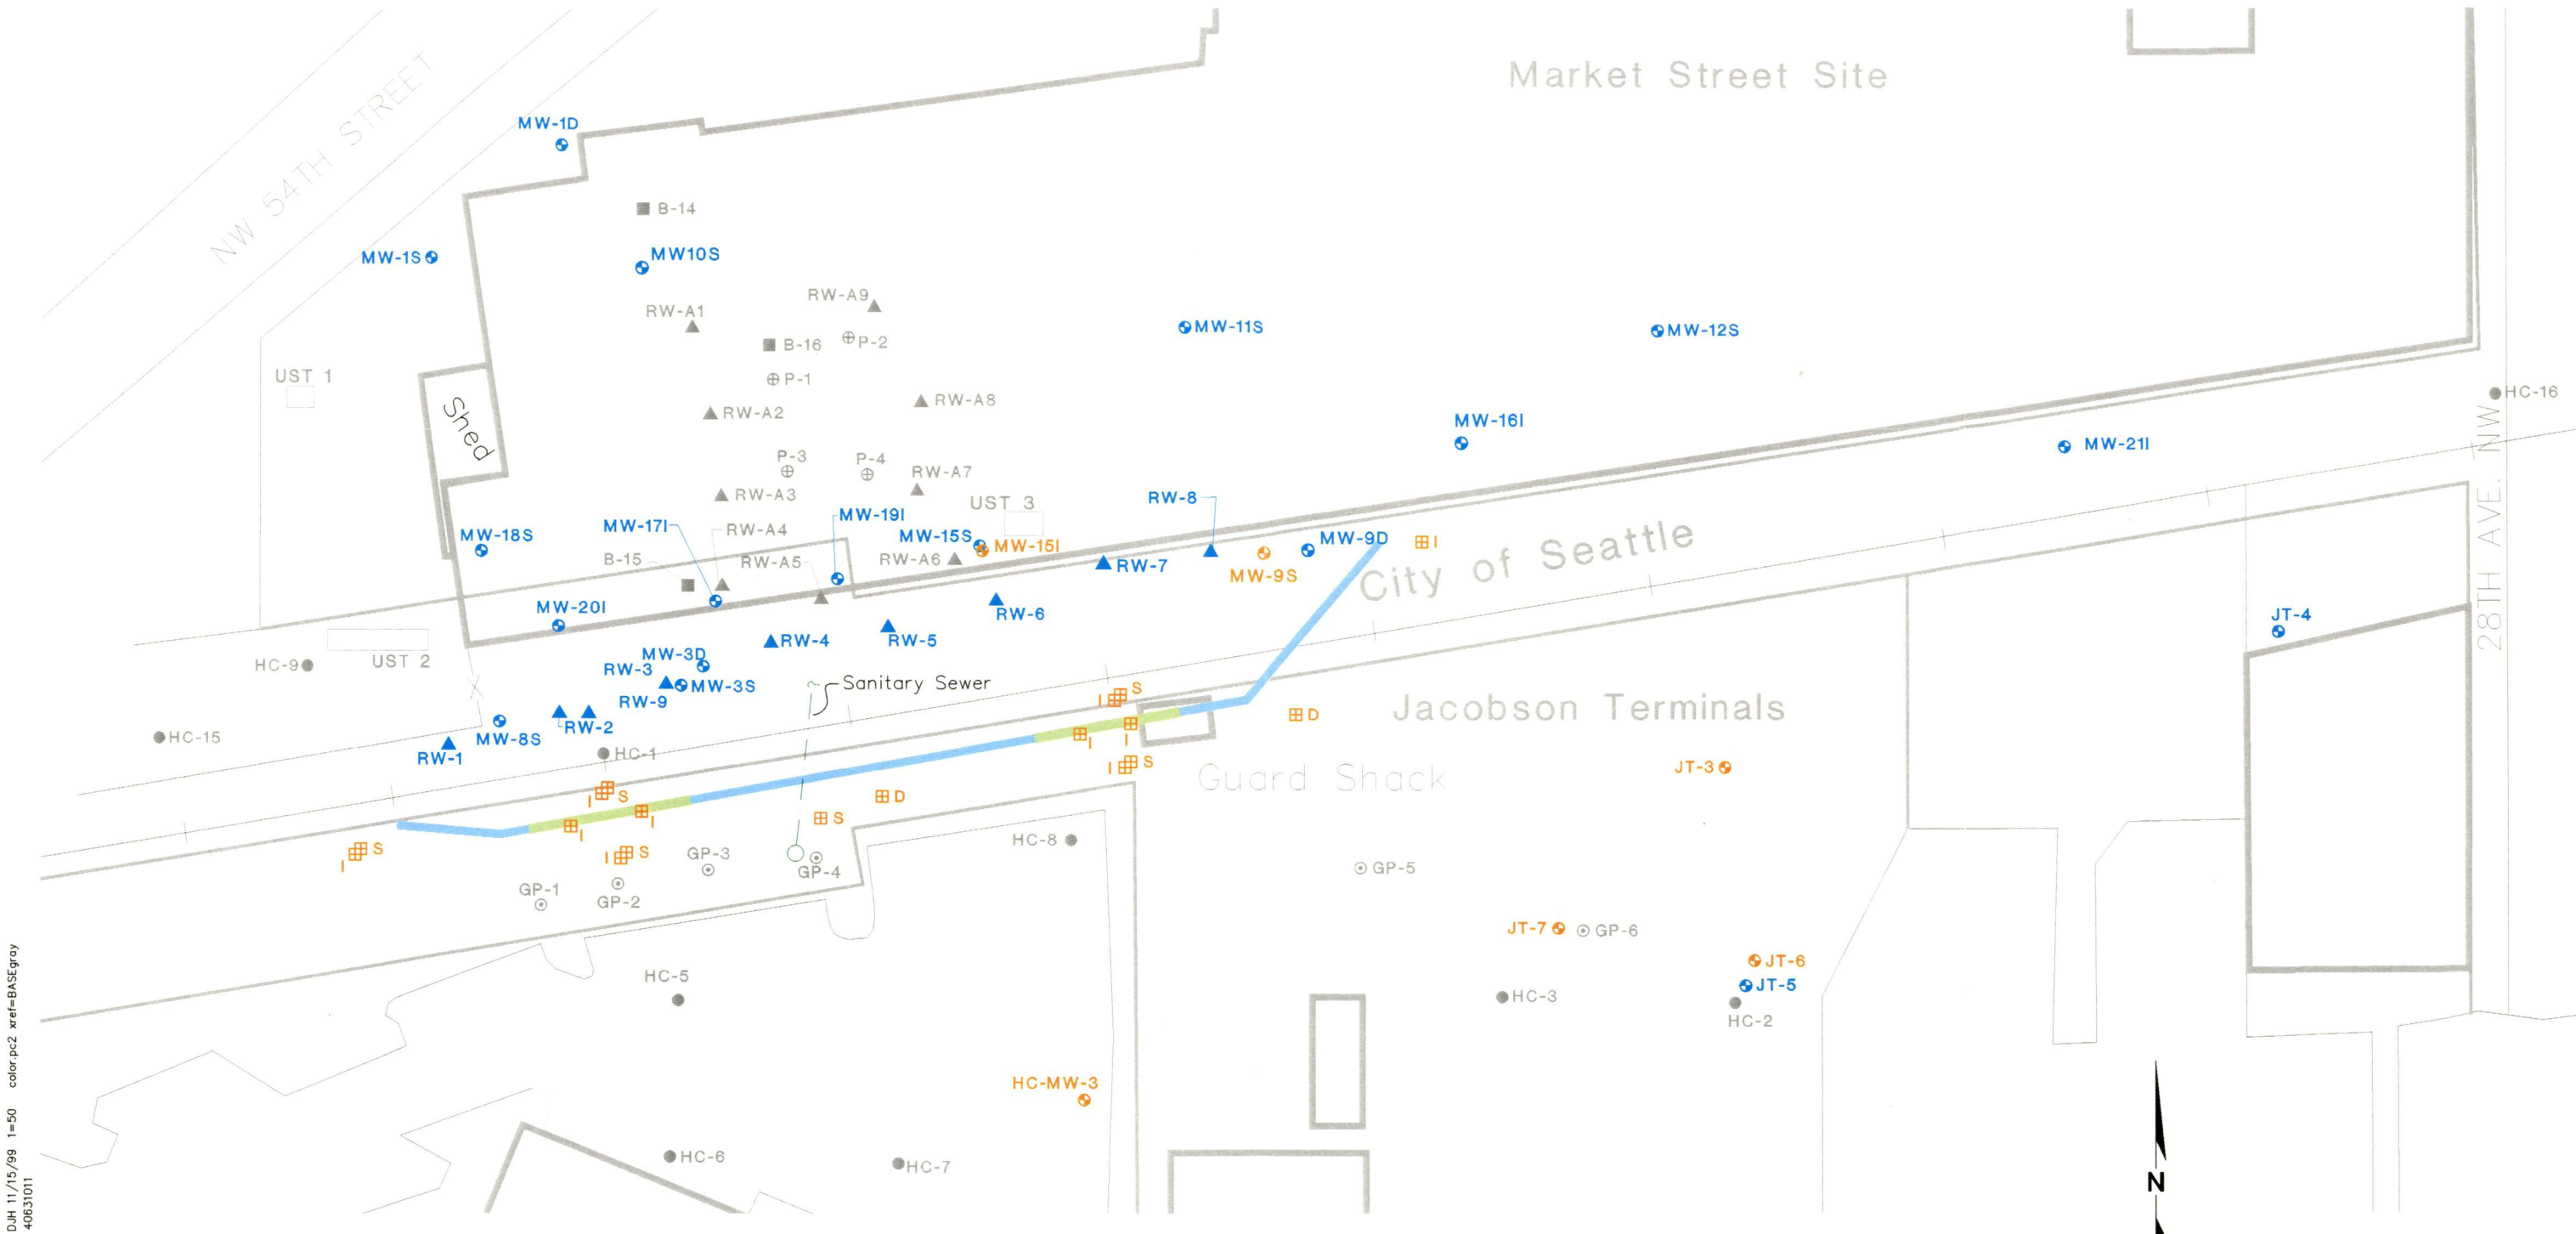 Market Street Site
NW 54TH STREET
MW-1D
B-14
MW-1S
MW10S
RW-A9
RW-A1
MW-11S
MW-12S
B-16
P-2
UST 1
P-1
HC-16
Shed
RW-A2
RW-A8
MW-16I
MW-21I
P-3
P-4
RW-A7
RW-A3
UST 3
RW-8
MW-19I
MW-17I
RW-A4
MW-18S
MW-15S
MW-15I
MW-9D
I
City of Seattle
28TH AVE. NW
B-15
RW-A5
RW-A6
RW-7
MW-9S
MW-20I
RW-6
JT-4
RW-4
RW-5
HC-9
UST 2
MW-3D
RW-3
MW-3S
Sanitary Sewer
S
I
RW-9
Jacobson Terminals
D
RW-2
HC-15
MW-8S
RW-1
HC-1
I
I
I
S
JT-3
Guard Shack
S
I
D
S
I
I
HC-8
S
I
I
S
GP-3
GP-4
GP-5
GP-1
GP-2
JT-7
GP-6
JT-6
HC-5
JT-5
HC-3
HC-2
HC-MW-3
HC-6
HC-7
N
DJH 11/15/99 1=50 color.pc2 xref=BASEgray
40631011